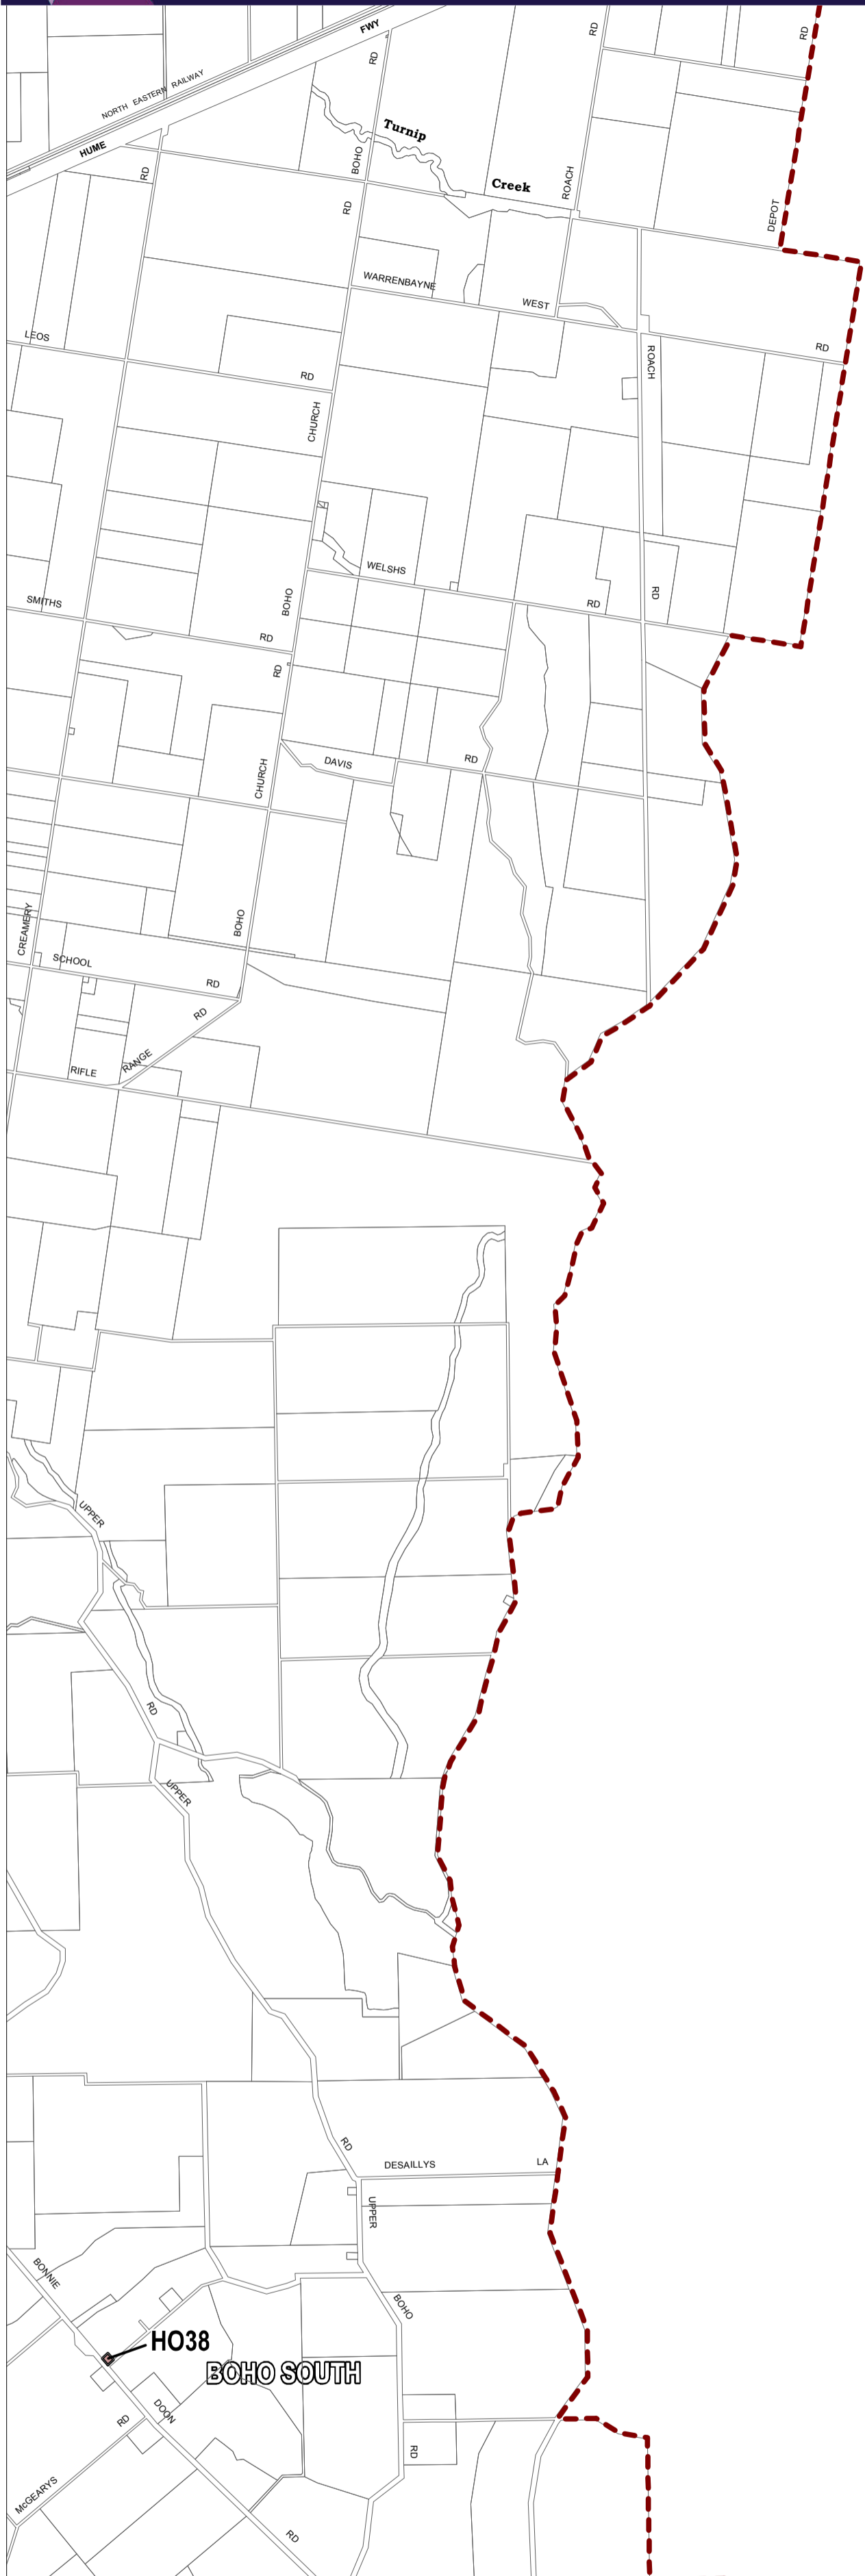 FWY
RD
RD
RD
NORTH EASTERN RAILWAY
HUME
Turnip
BOHO
RD
Creek
ROACH
DEPOT
RD
WARRENBAYNE
WEST
LEOS
RD
ROACH
RD
CHURCH
WELSHS
SMITHS
BOHO
RD
RD
RD
RD
DAVIS
RD
CHURCH
CREAMERY
BOHO
SCHOOL
RD
RD
RANGE
RIFLE
UPPER
RD
UPPER
RD
DESAILLYS
LA
UPPER
BONNIE
BOHO
HO38
BOHO SOUTH
DOON
RD
RD
McGEARYS
RD